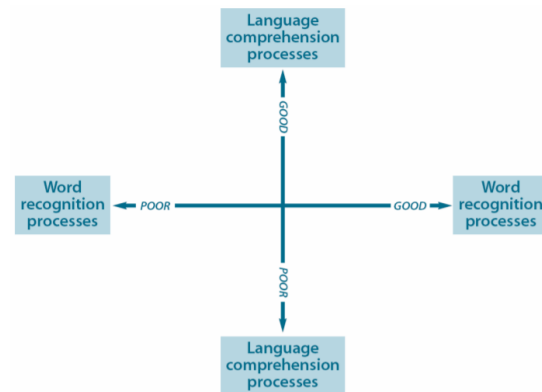 Language
comprehension
processes
GOOD
Word
recognition
processes
POOR
GOOD
Word
recognition
processes
POOR
Language
comprehension
processes